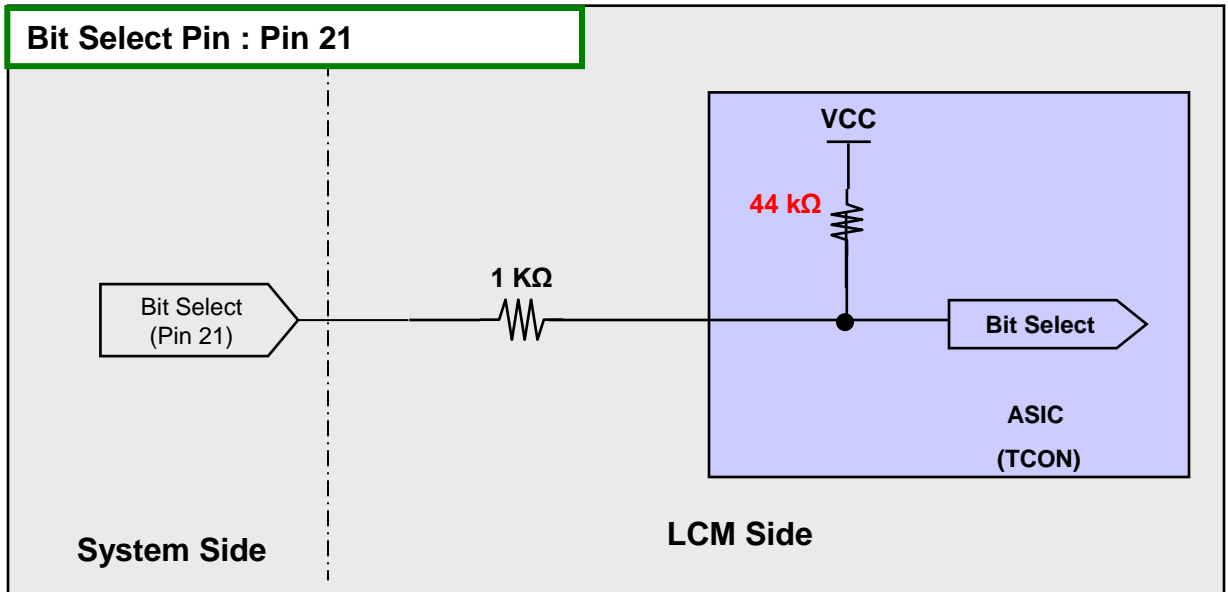 Bit Select Pin : Pin 21
VCC
44 kΩ
1 KΩ
Bit Select
(Pin 21)
Bit Select
ASIC
(TCON)
System Side
LCM Side